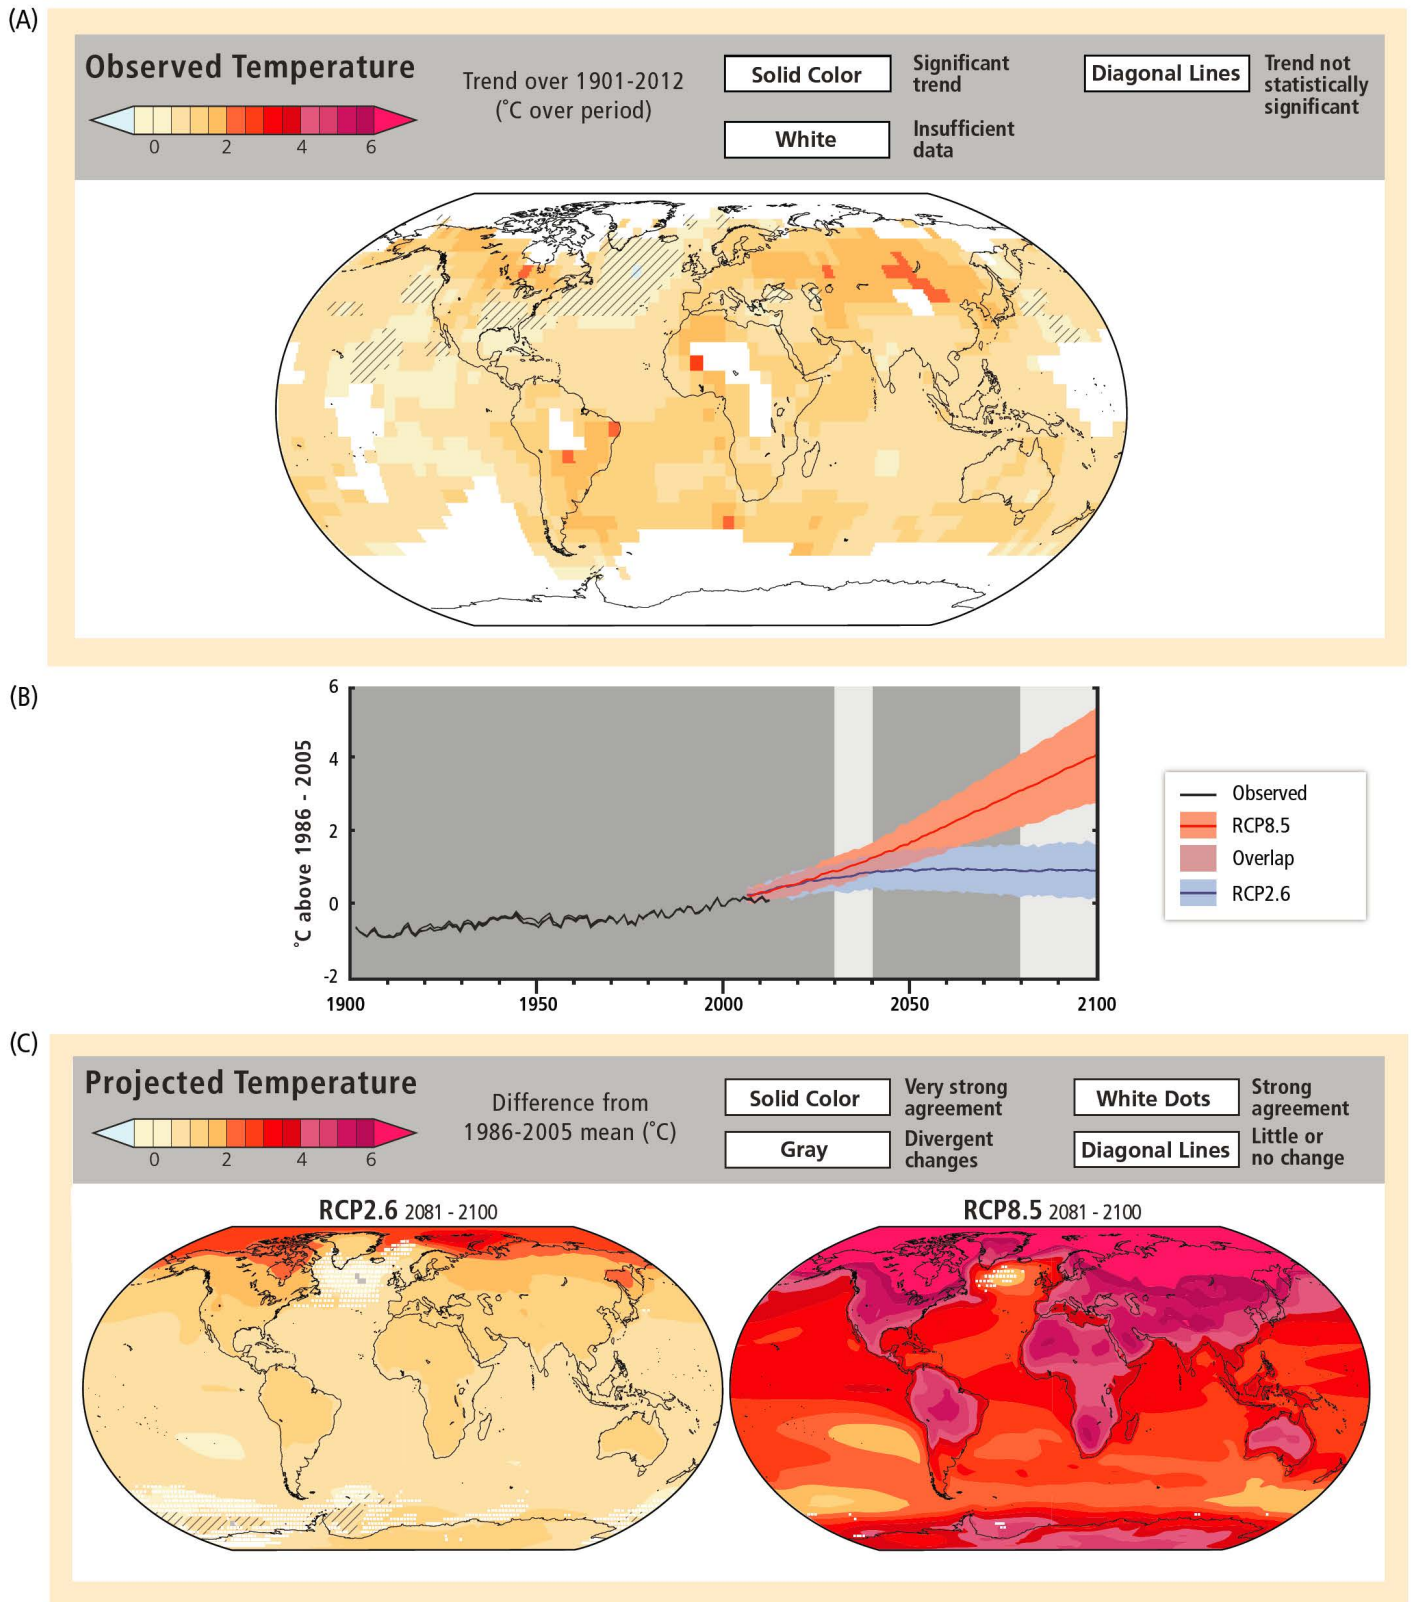 (A)
Observed Temperature
0 2 4 6
Trend over 1901-2012
(˚C over period)
Solid Color
Significant
trend
White
Insufficient
data
Diagonal Lines
Trend not
statistically
significant
(B)
˚C above 1986 - 2005
6
4
2
0
-2
1900 1950 2000 2050 2100
Observed
RCP8.5
Overlap
RCP2.6
(C)
Projected Temperature
0 2 4 6
Difference from
1986-2005 mean (˚C)
Solid Color
Very strong
agreement
Gray
Divergent
changes
White Dots
Strong
agreement
Diagonal Lines
Little or
no change
RCP2.6 2081 - 2100
RCP8.5 2081 - 2100